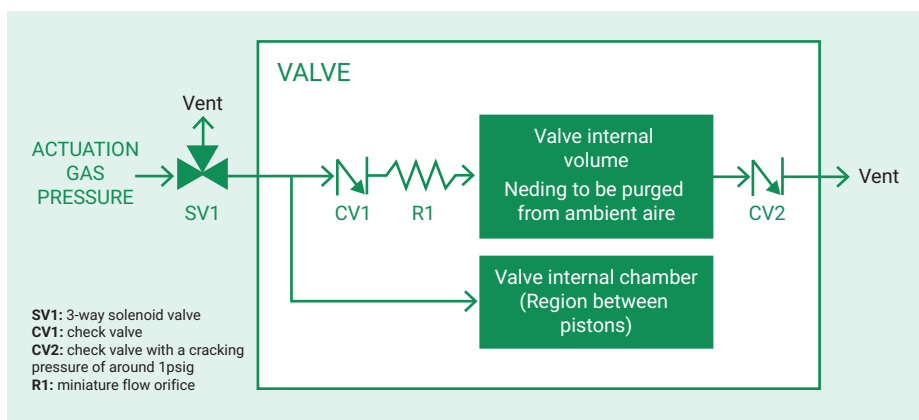 VALVE
Vent
ACTUATION
GAS
PRESSURE
SV1
CV1
R1
Valve internal
volume
Neding to be purged
from ambient aire
CV2
Vent
Valve internal chamber
(Region between
pistons)
SV1: 3-way solenoid valve
CV1: check valve
CV2: check valve with a cracking
pressure of around 1psig
R1: miniature flow orifice